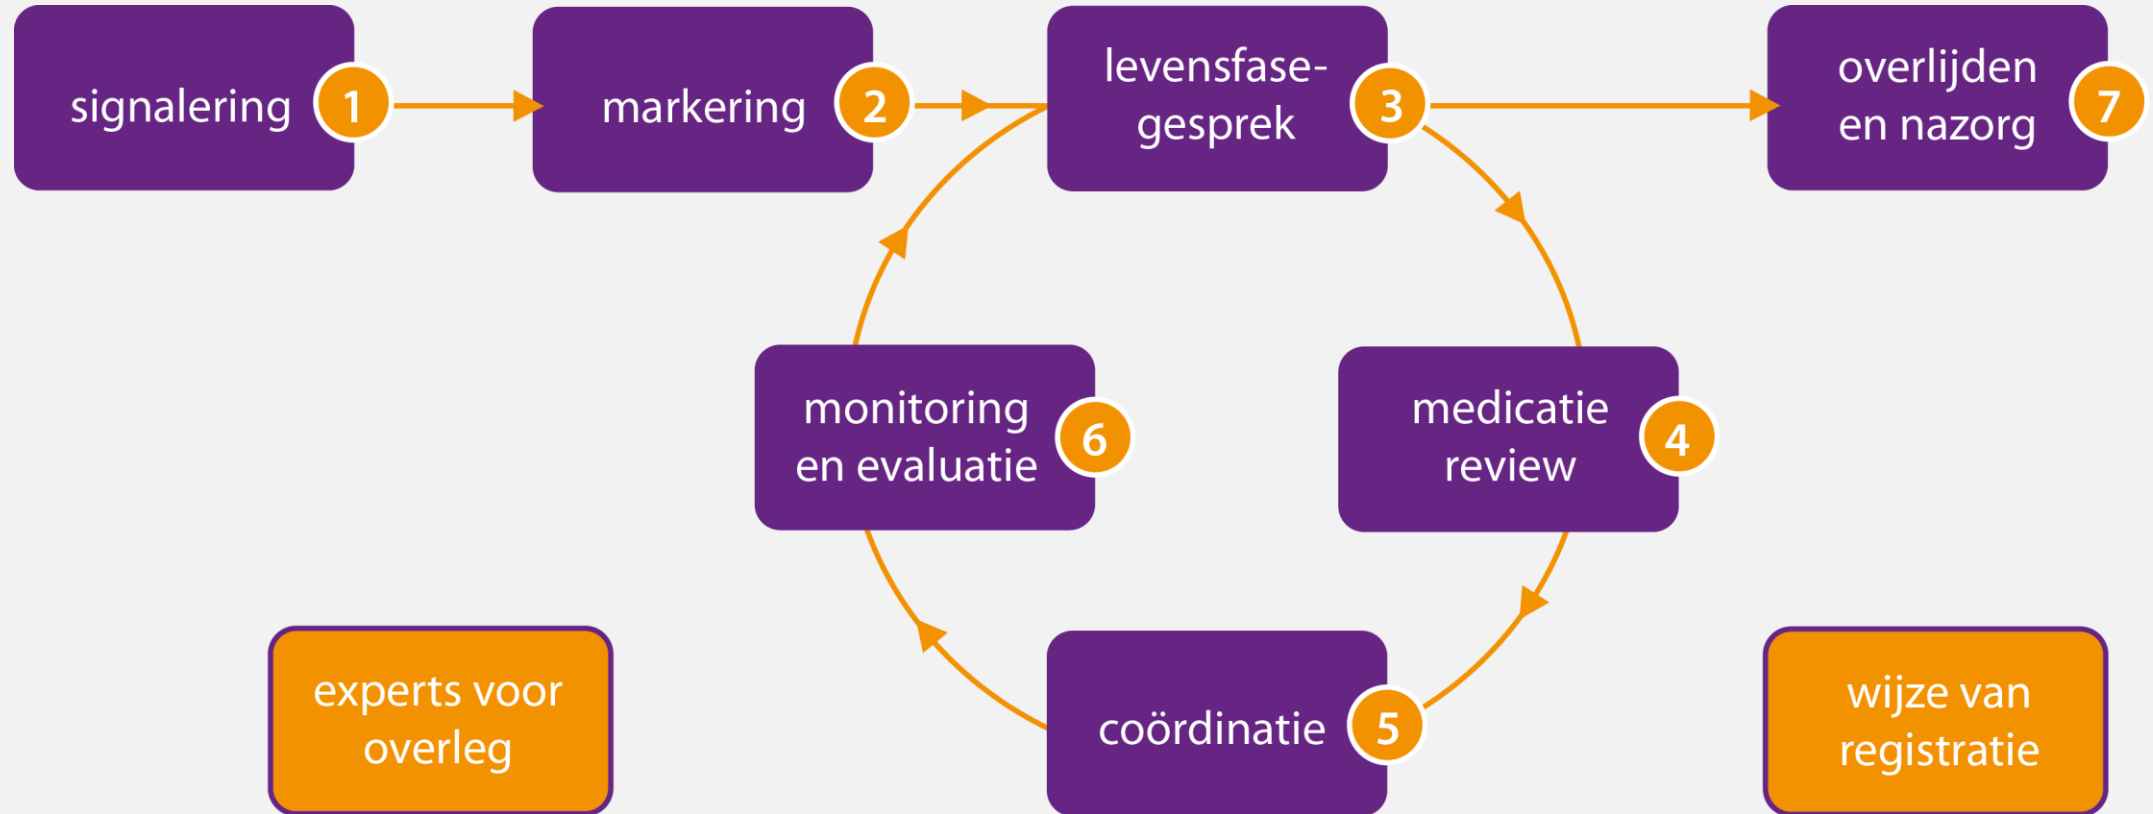 signalering
1
markering
2
levensfase-
gesprek
3
overlijden
en nazorg
7
monitoring
en evaluatie
6
medicatie
review
4
experts voor
overleg
coördinatie
5
wijze van
registratie